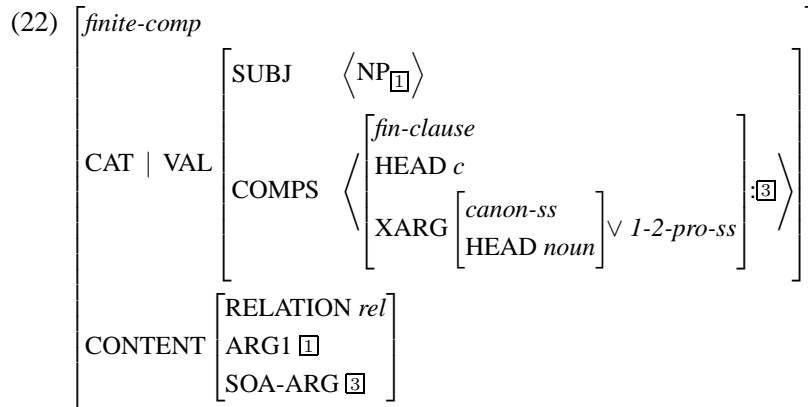 (22) finite-comp
SUBJ ⟨NP1⟩
fin-clause
HEAD c
CAT | VAL COMPS ⟨ XARG [canon-ss HEAD noun] ∨ 1-2-pro-ss :3⟩
RELATION rel
CONTENT ARG1 1
SOA-ARG 3